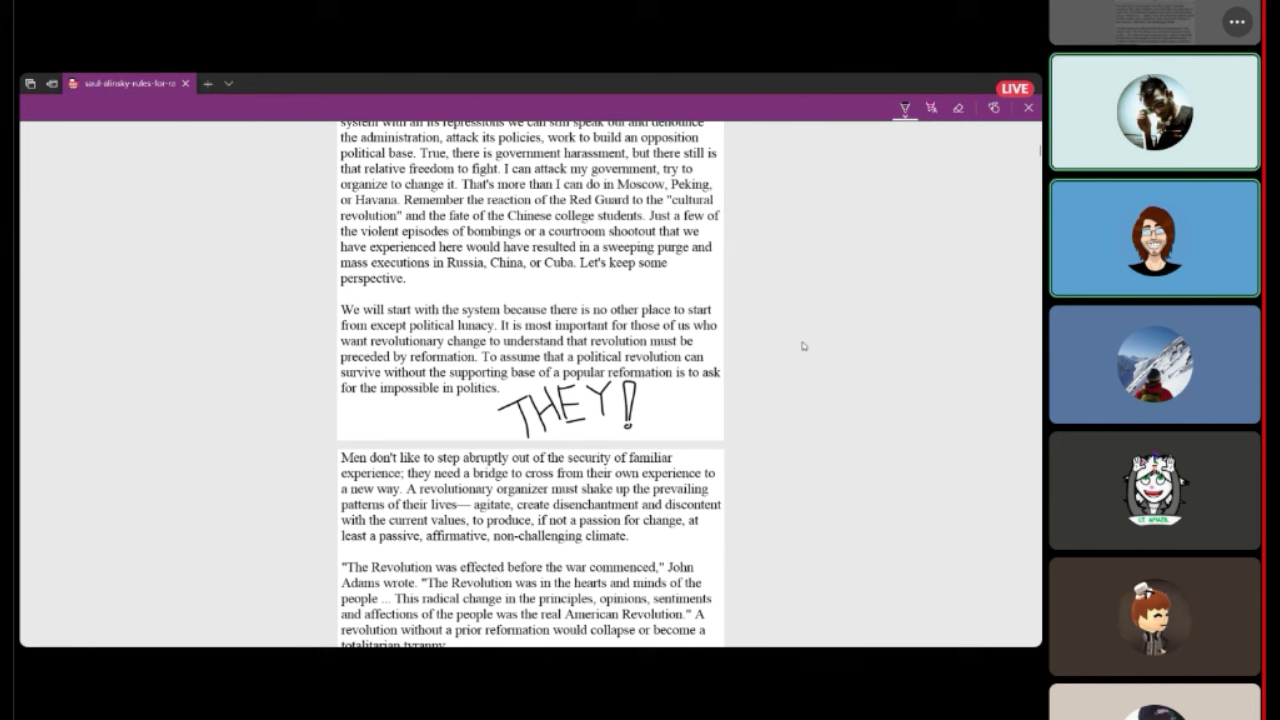 saul-alinsky-rules-for-ra
LIVE
system with all its repressions we can still speak out and denounce
the administration, attack its policies, work to build an opposition
political base. True, there is government harassment, but there still is
that relative freedom to fight. I can attack my government, try to
organize to change it. That's more than I can do in Moscow, Peking,
or Havana. Remember the reaction of the Red Guard to the "cultural
revolution" and the fate of the Chinese college students. Just a few of
the violent episodes of bombings or a courtroom shootout that we
have experienced here would have resulted in a sweeping purge and
mass executions in Russia, China, or Cuba. Let's keep some
perspective.
We will start with the system because there is no other place to start
from except political lunacy. It is most important for those of us who
want revolutionary change to understand that revolution must be
preceded by reformation. To assume that a political revolution can
survive without the supporting base of a popular reformation is to ask
for the impossible in politics.
THEY!
Men don't like to step abruptly out of the security of familiar
experience; they need a bridge to cross from their own experience to
a new way. A revolutionary organizer must shake up the prevailing
patterns of their lives— agitate, create disenchantment and discontent
with the current values, to produce, if not a passion for change, at
least a passive, affirmative, non-challenging climate.
"The Revolution was effected before the war commenced," John
Adams wrote. "The Revolution was in the hearts and minds of the
people ... This radical change in the principles, opinions, sentiments
and affections of the people was the real American Revolution." A
revolution without a prior reformation would collapse or become a
totalitarian tyranny.